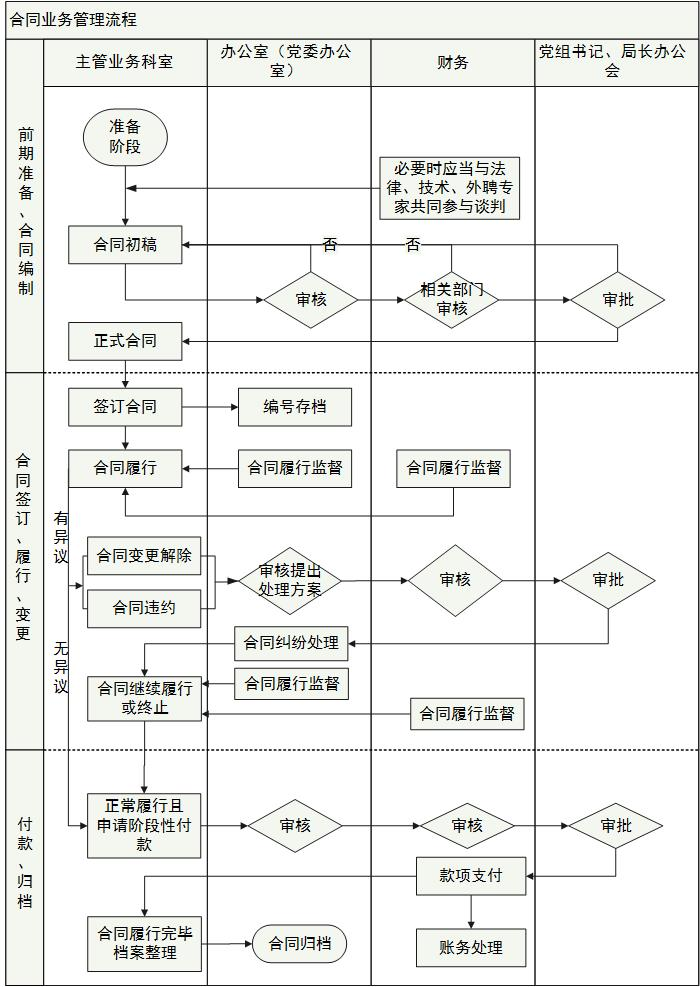 合同业务管理流程
主管业务科室
办公室（党委办公
室）
财务
党组书记、局长办公
会
前
期
准
备
、
合
同
编
制
准备
阶段
必要时应当与法
律、技术、外聘专
家共同参与谈判
合同初稿
否
否
审核
相关部门
审核
审批
正式合同
合
同
签
订
、
履
行
、
变
更
签订合同
编号存档
合同履行
合同履行监督
合同履行监督
有
异
议
合同变更解除
合同违约
审核提出
处理方案
审核
审批
无
异
议
合同纠纷处理
合同继续履行
或终止
合同履行监督
合同履行监督
付
款
、
归
档
正常履行且
申请阶段性付
款
审核
审核
审批
款项支付
合同履行完毕
档案整理
合同归档
账务处理